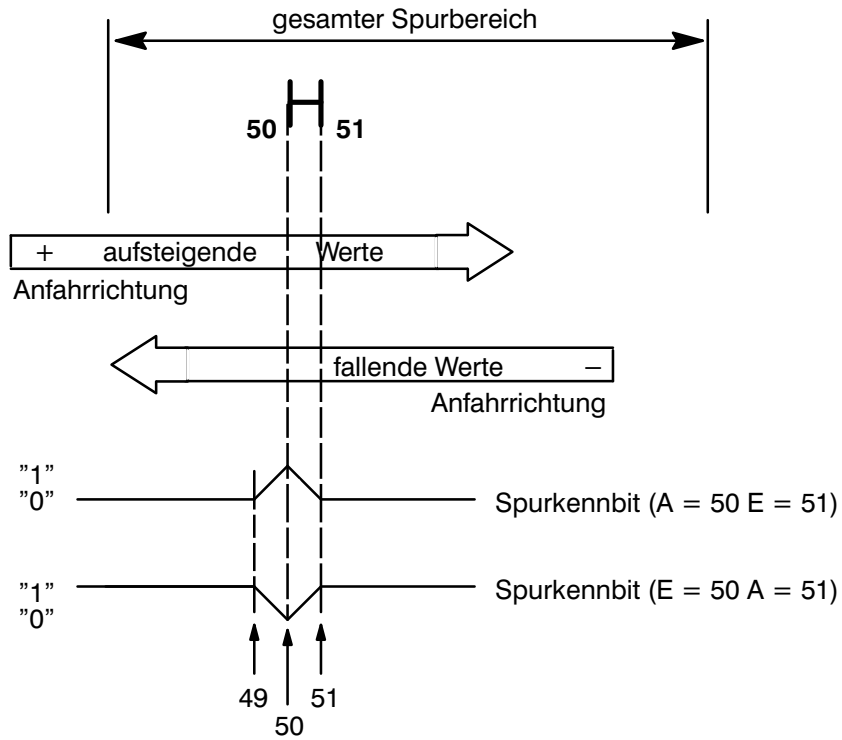 gesamter Spurbereich
50 51
+ aufsteigende Werte
Anfahrrichtung
fallende Werte −
Anfahrrichtung
”1”
”0”
Spurkennbit (A = 50 E = 51)
”1”
”0”
Spurkennbit (E = 50 A = 51)
49 51
50